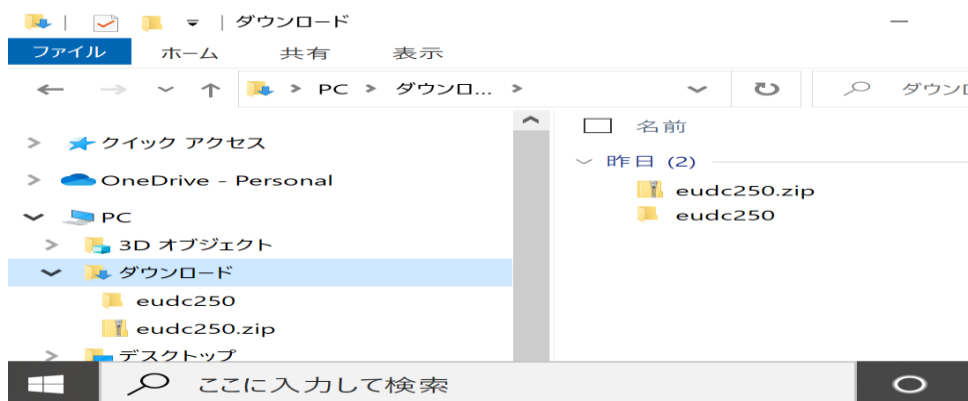 ダウンロード
ファイル ホーム 共有 表示
PC > ダウンロ... > ダウン
クイック アクセス
OneDrive - Personal
PC
3D オブジェクト
ダウンロード
eudc250
eudc250.zip
デスクトップ
名前
昨日 (2)
eudc250.zip
eudc250
ここに入力して検索